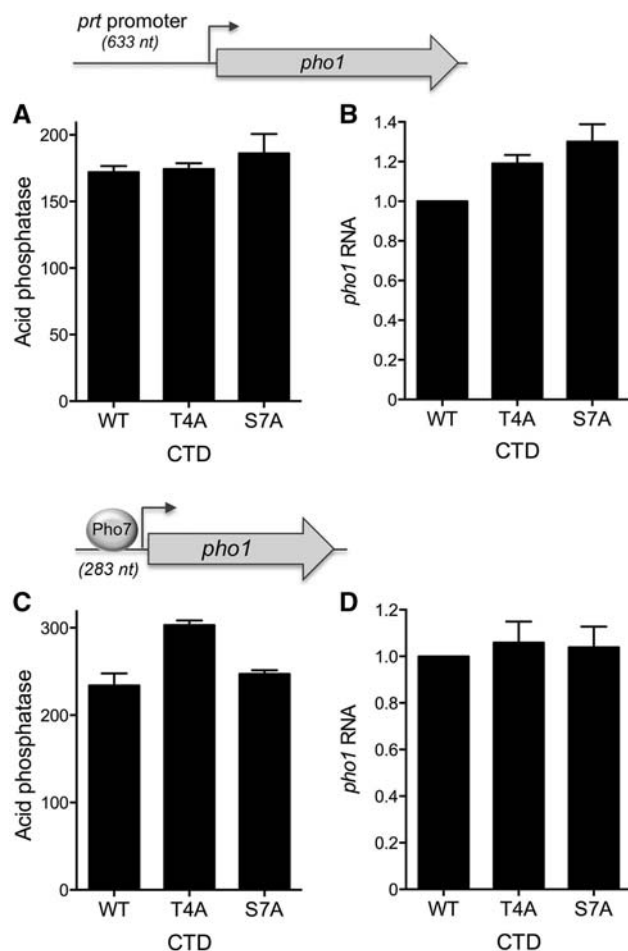 prt promoter
(633 nt)
pho1
A
Acid phosphatase
200
150
100
50
0
WT T4A S7A
CTD
B
pho1 RNA
1.4
1.2
1.0
0.8
0.6
0.4
0.2
0
WT T4A S7A
CTD
Pho7
(283 nt)
pho1
C
Acid phosphatase
300
200
100
0
WT T4A S7A
CTD
D
pho1 RNA
1.2
1.0
0.8
0.6
0.4
0.2
0
WT T4A S7A
CTD